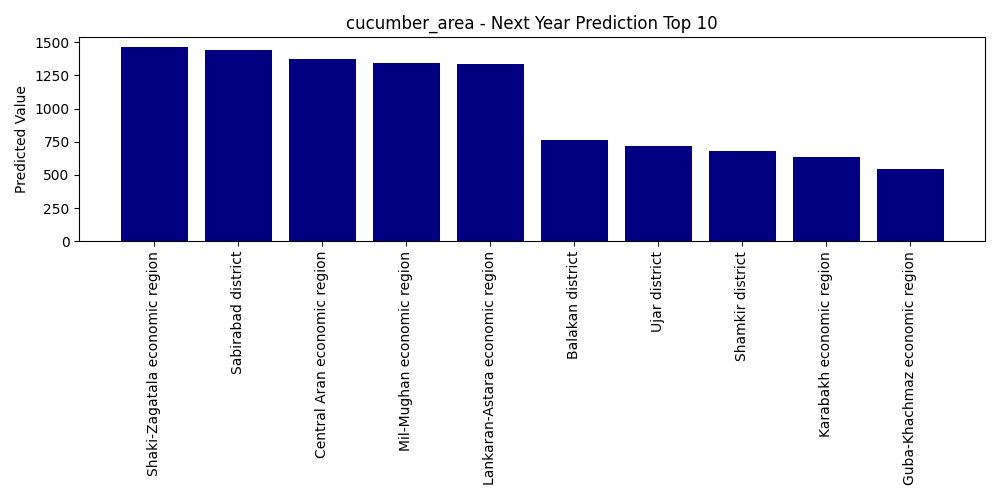 cucumber_area - Next Year Prediction Top 10
Predicted Value
1500
1250
1000
750
500
250
0
Shaki-Zagatala economic region
Sabirabad district
Central Aran economic region
Mil-Mughan economic region
Lankaran-Astara economic region
Balakan district
Ujar district
Shamkir district
Karabakh economic region
Guba-Khachmaz economic region